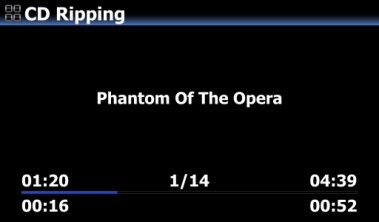 CD Ripping
Phantom Of The Opera
01:20 1/14 04:39
00:16 00:52